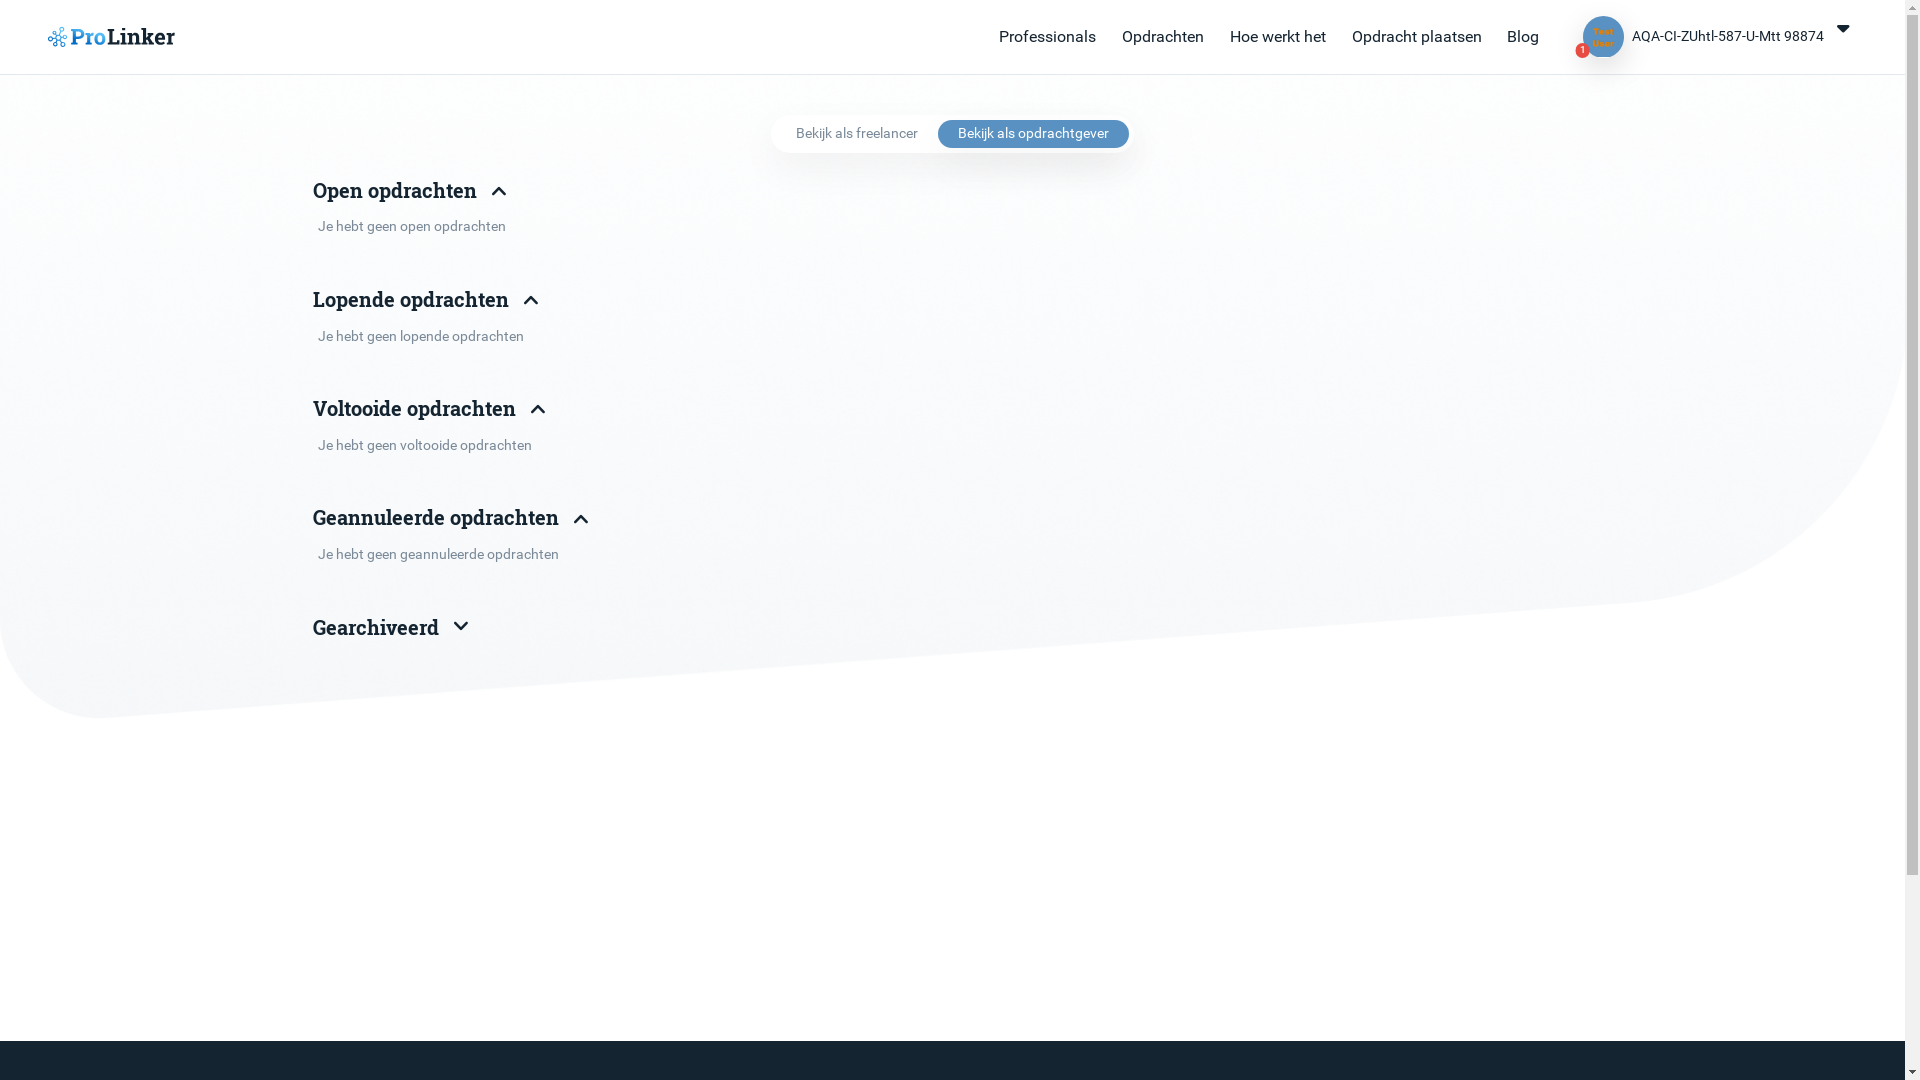 ProLinker
Professionals Opdrachten Hoe werkt het Opdracht plaatsen Blog
Test
User
1
AQA-CI-ZUhtl-587-U-Mtt 98874
Bekijk als freelancer Bekijk als opdrachtgever
Open opdrachten
Je hebt geen open opdrachten
Lopende opdrachten
Je hebt geen lopende opdrachten
Voltooide opdrachten
Je hebt geen voltooide opdrachten
Geannuleerde opdrachten
Je hebt geen geannuleerde opdrachten
Gearchiveerd